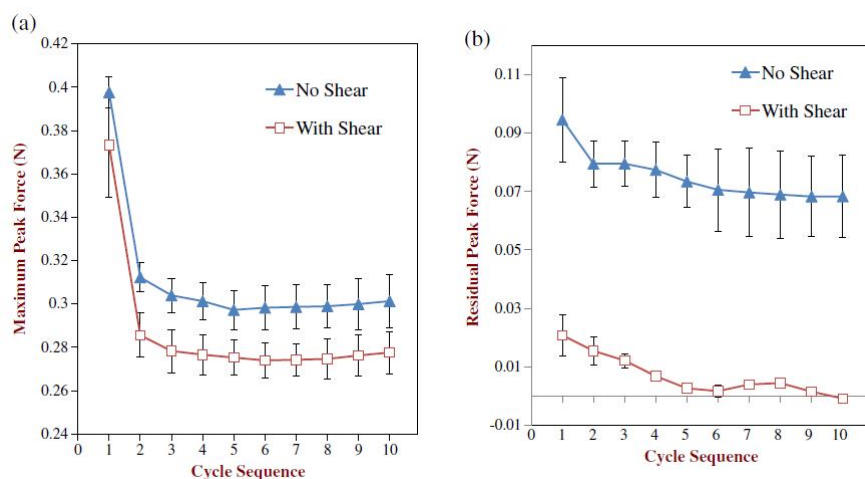 (a)
0.42
0.4
0.38
0.36
0.34
0.32
0.3
0.28
0.26
0.24
Maximum Peak Force (N)
No Shear
With Shear
0 1 2 3 4 5 6 7 8 9 10
Cycle Sequence
(b)
0.11
0.09
0.07
0.05
0.03
0.01
-0.01
Residual Peak Force (N)
No Shear
With Shear
0 1 2 3 4 5 6 7 8 9 10
Cycle Sequence